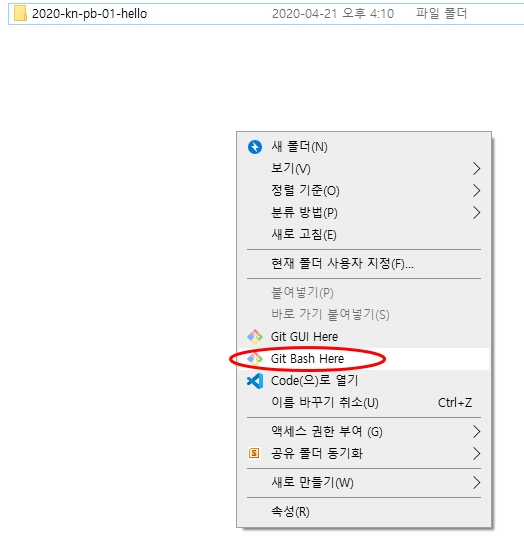 2020-kn-pb-01-hello 2020-04-21 오후 4:10 파일 폴더
새 폴더(N)
보기(V)
정렬 기준(O)
분류 방법(P)
새로 고침(E)
현재 폴더 사용자 지정(F)...
붙여넣기(P)
바로 가기 붙여넣기(S)
Git GUI Here
Git Bash Here
Code(으)로 열기
이름 바꾸기 취소(U) Ctrl+Z
액세스 권한 부여 (G)
공유 폴더 동기화
새로 만들기(W)
속성(R)